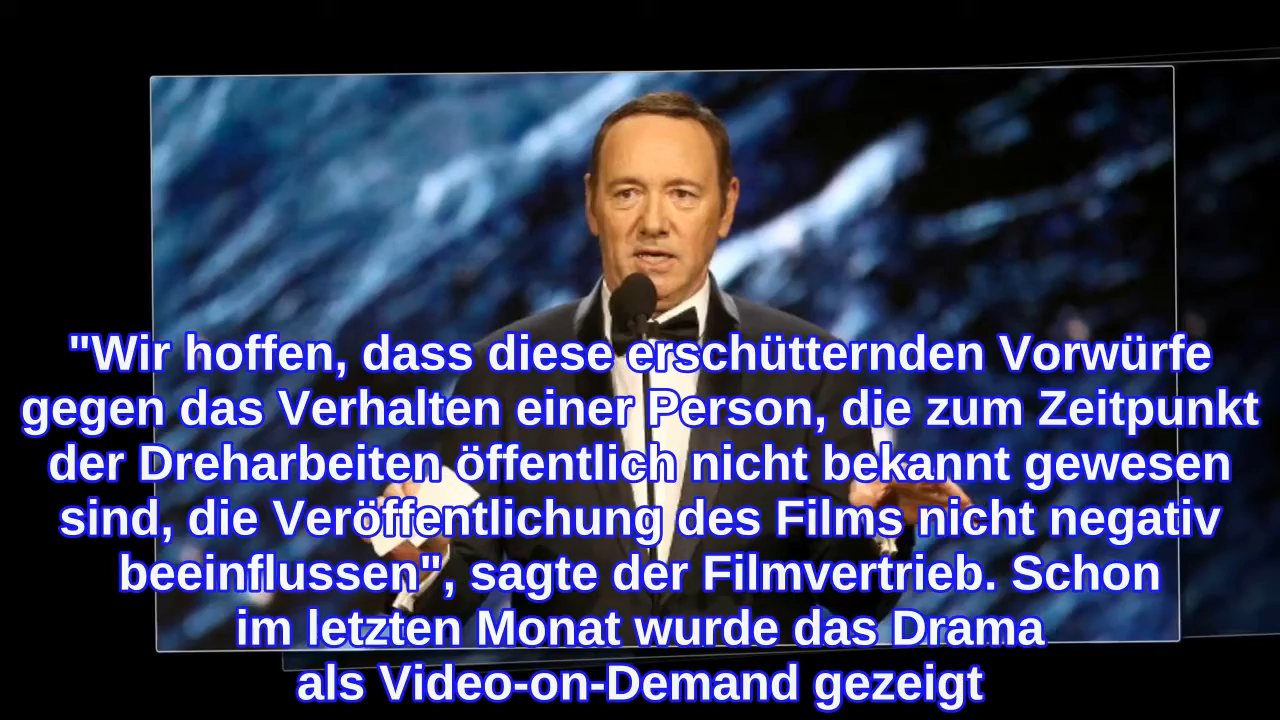 "Wir hoffen, dass diese erschütternden Vorwürfe
gegen das Verhalten einer Person, die zum Zeitpunkt
der Dreharbeiten öffentlich nicht bekannt gewesen
sind, die Veröffentlichung des Films nicht negativ
beeinflussen", sagte der Filmvertrieb. Schon
im letzten Monat wurde das Drama
als Video-on-Demand gezeigt